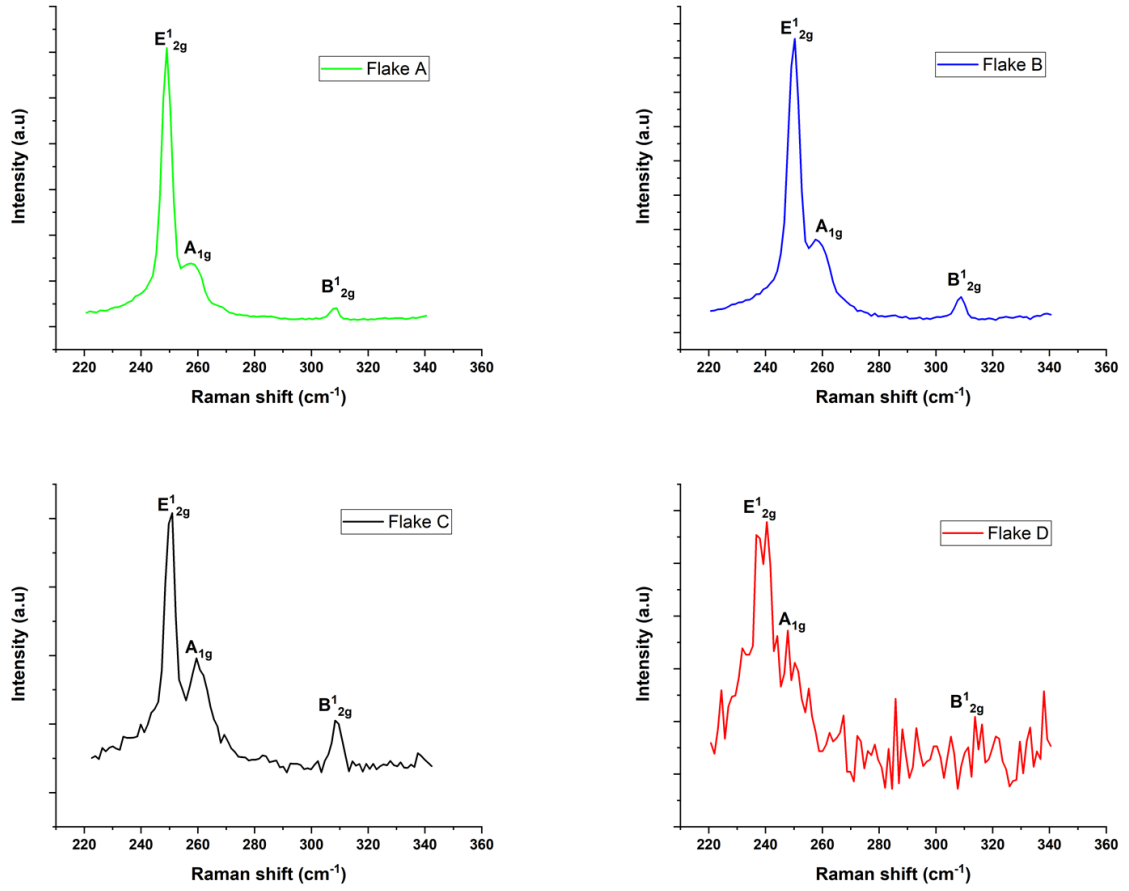 E¹₂g
Flake A
A₁g
B¹₂g
Intensity (a.u)
220 240 260 280 300 320 340 360
Raman shift (cm⁻¹)
E¹₂g
Flake B
A₁g
B¹₂g
Intensity (a.u)
220 240 260 280 300 320 340 360
Raman shift (cm⁻¹)
E¹₂g
Flake C
A₁g
B¹₂g
Intensity (a.u)
220 240 260 280 300 320 340 360
Raman shift (cm⁻¹)
E¹₂g
Flake D
A₁g
B¹₂g
Intensity (a.u)
220 240 260 280 300 320 340 360
Raman shift (cm⁻¹)